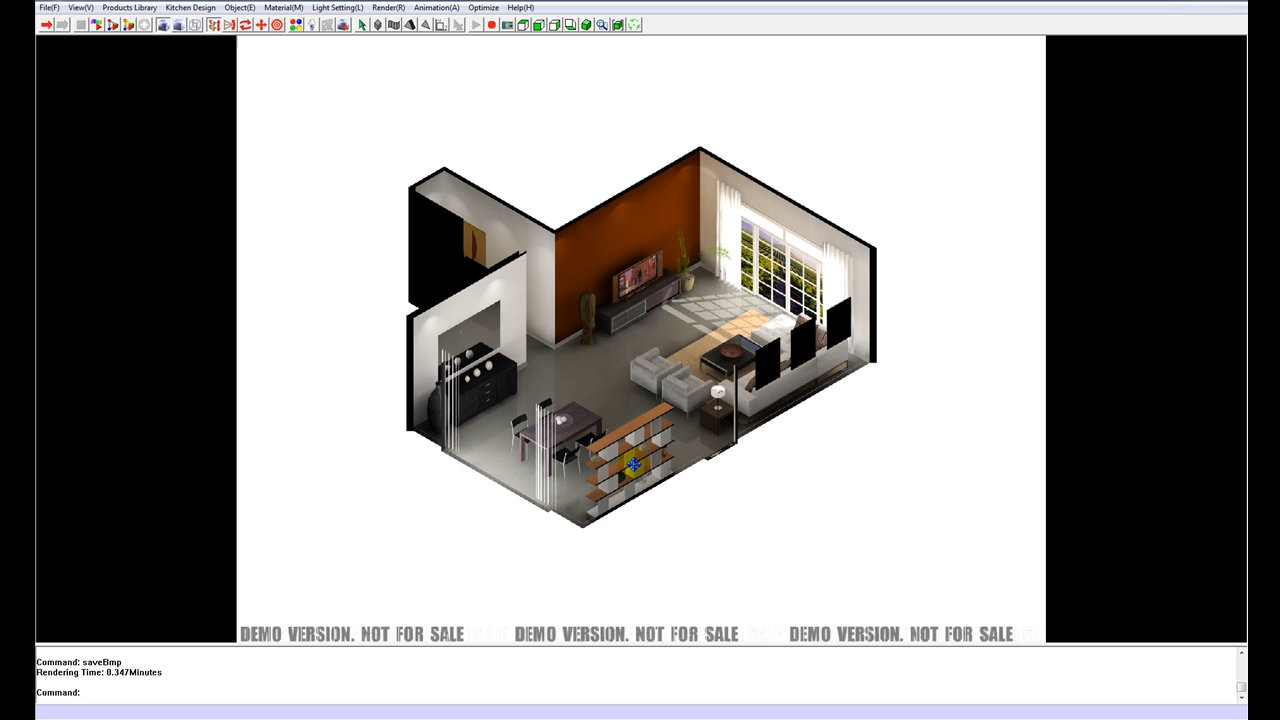 File(F) View(V) Products Library Kitchen Design Object(E) Material(M) Light Setting(L) Render(R) Animation(A) Optimize Help(H)
DEMO VERSION. NOT FOR SALE DEMO VERSION. NOT FOR SALE DEMO VERSION. NOT FOR SALE
Command: saveBmp
Rendering Time: 0.347Minutes
Command: